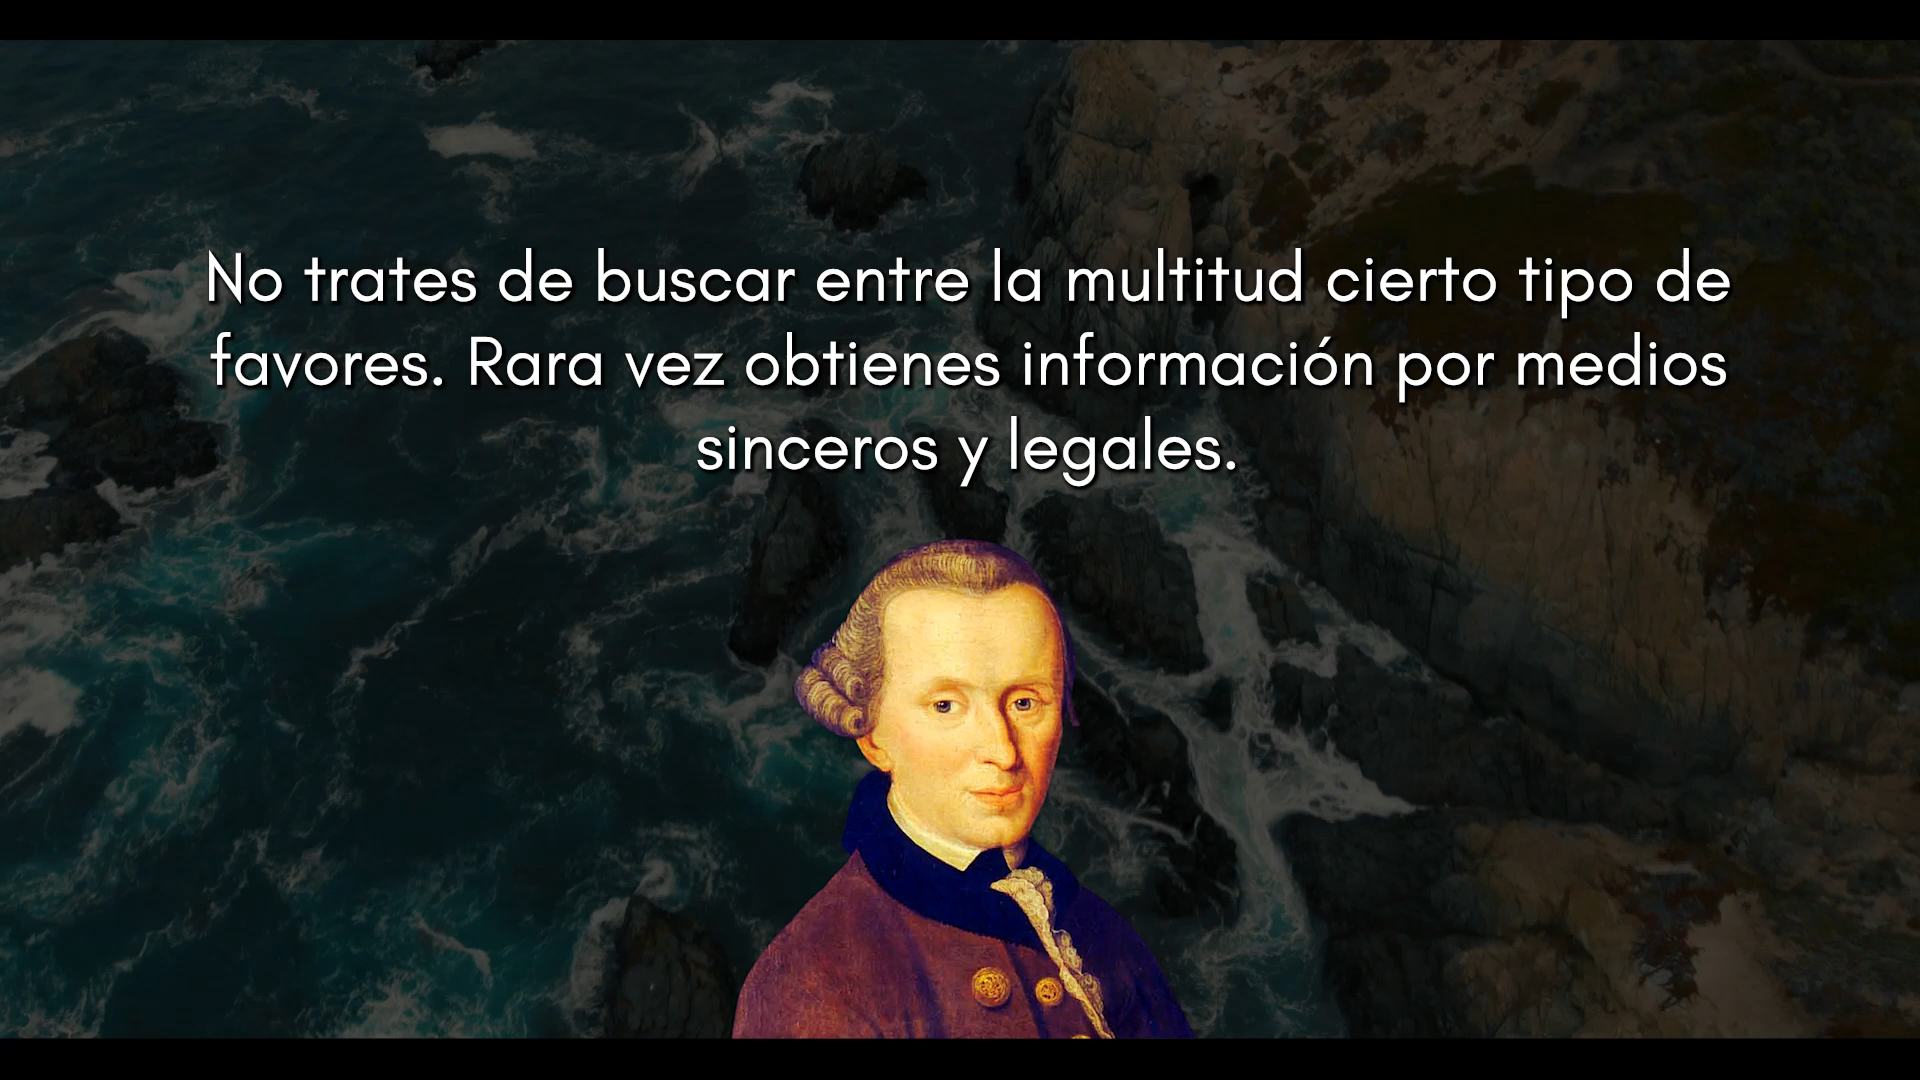 No trates de buscar entre la multitud cierto tipo de
favores. Rara vez obtienes información por medios
sinceros y legales.